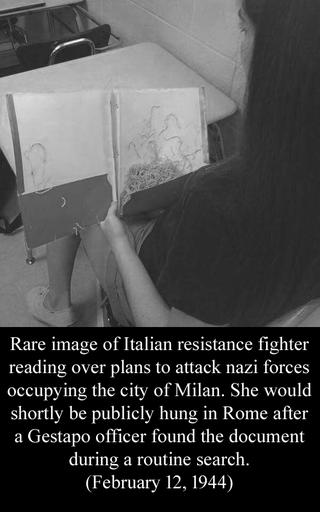 Rare image of Italian resistance fighter
reading over plans to attack nazi forces
occupying the city of Milan. She would
shortly be publicly hung in Rome after
a Gestapo officer found the document
during a routine search.
(February 12, 1944)